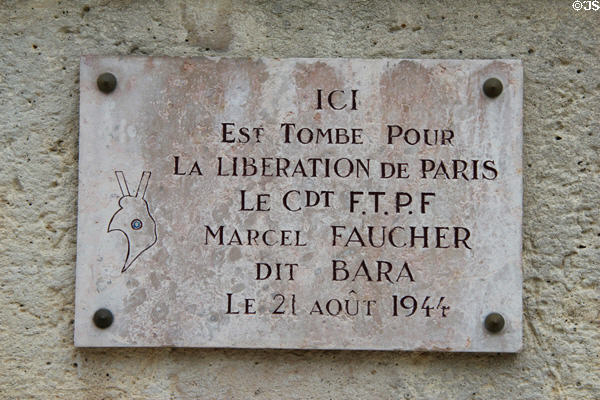 ©JS
ICI
EST TOMBE POUR
LA LIBERATION DE PARIS
LE CDT F.T.P.F
MARCEL FAUCHER
DIT BARA
LE 21 AOÛT 1944